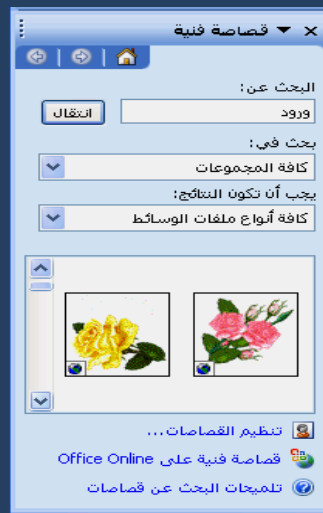 قصاصة فنية
البحث عن:
ورود
انتقال
بحث في:
كافة المجموعات
يجب أن تكون النتائج:
كافة أنواع ملفات الوسائط
تنظيم القصاصات...
قصاصة فنية على Office Online
تلميحات البحث عن قصاصات